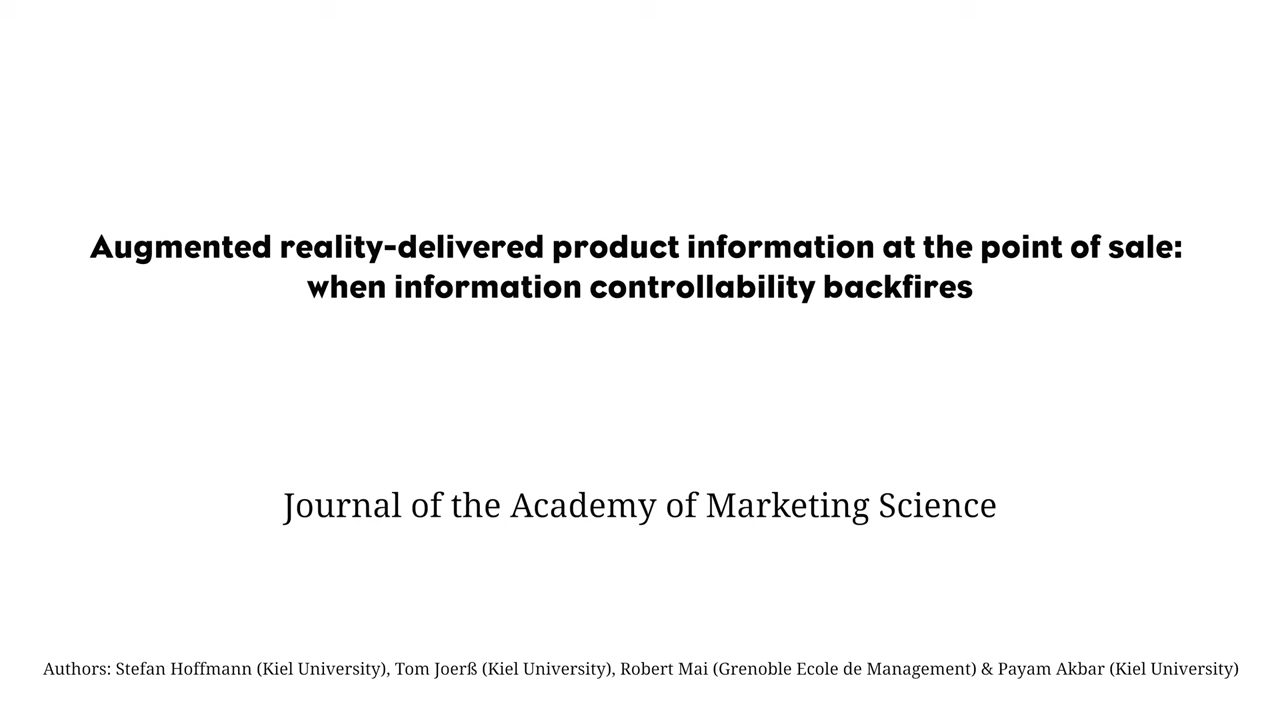 Augmented reality-delivered product information at the point of sale:
when information controllability backfires
Journal of the Academy of Marketing Science
Authors: Stefan Hoffmann (Kiel University), Tom Joerß (Kiel University), Robert Mai (Grenoble Ecole de Management) & Payam Akbar (Kiel University)